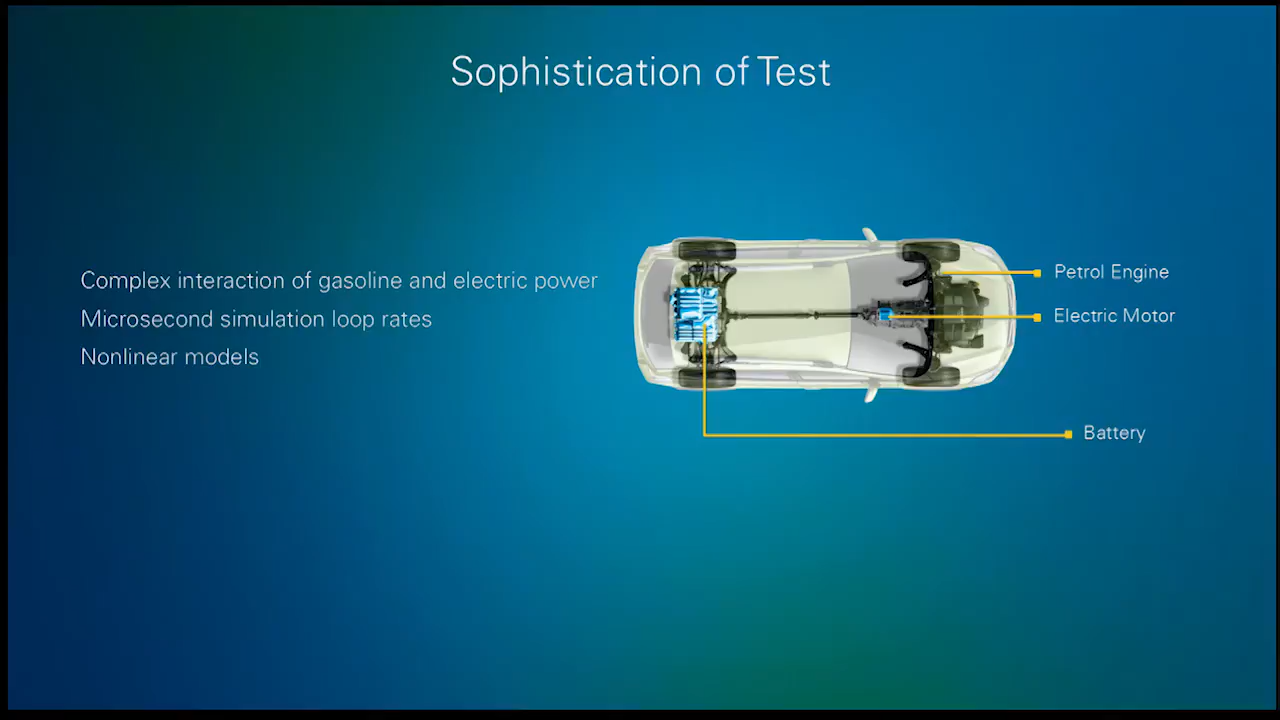 Sophistication of Test
Complex interaction of gasoline and electric power
Microsecond simulation loop rates
Nonlinear models
Petrol Engine
Electric Motor
Battery